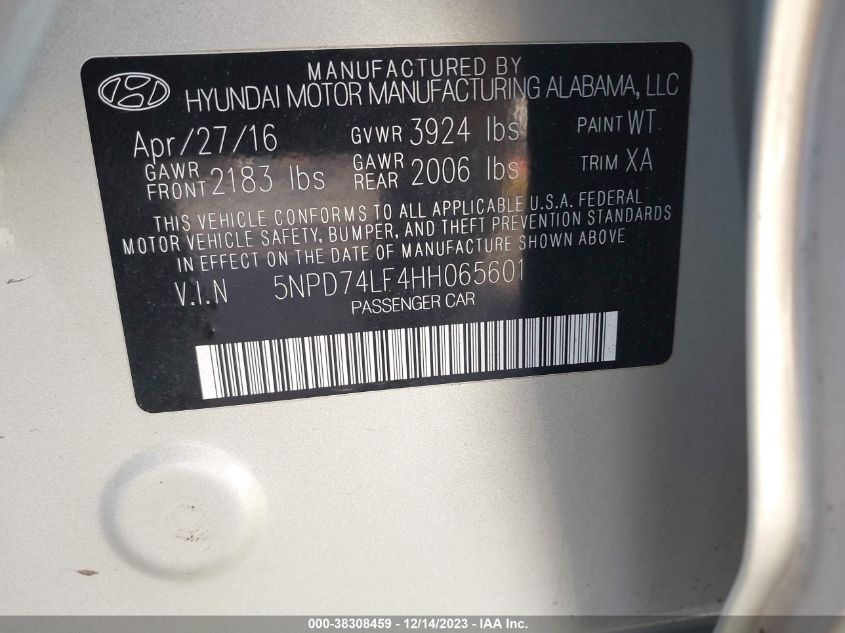 MANUFACTURED BY
HYUNDAI MOTOR MANUFACTURING ALABAMA, LLC
Apr/27/16 GVWR 3924 lbs PAINT WT
GAWR FRONT 2183 lbs GAWR REAR 2006 lbs TRIM XA
THIS VEHICLE CONFORMS TO ALL APPLICABLE U.S.A. FEDERAL
MOTOR VEHICLE SAFETY, BUMPER, AND THEFT PREVENTION STANDARDS
IN EFFECT ON THE DATE OF MANUFACTURE SHOWN ABOVE
V.I.N 5NPD74LF4HH065601
PASSENGER CAR
000-38308459 - 12/14/2023 - IAA Inc.